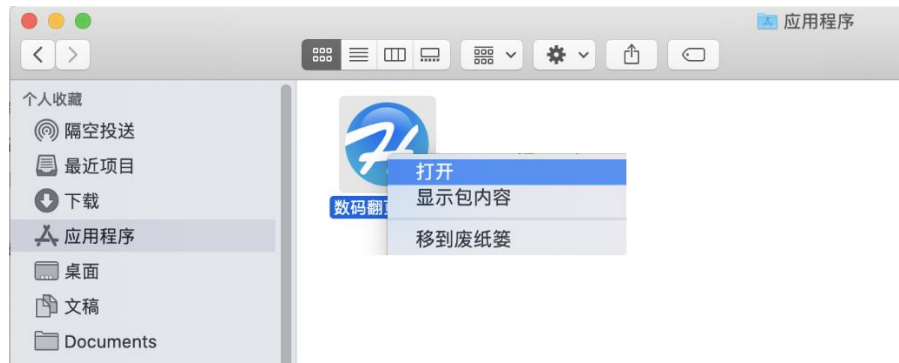 应用程序
个人收藏
隔空投送
最近项目
下载
应用程序
桌面
文稿
Documents
数码翻
打开
显示包内容
移到废纸篓